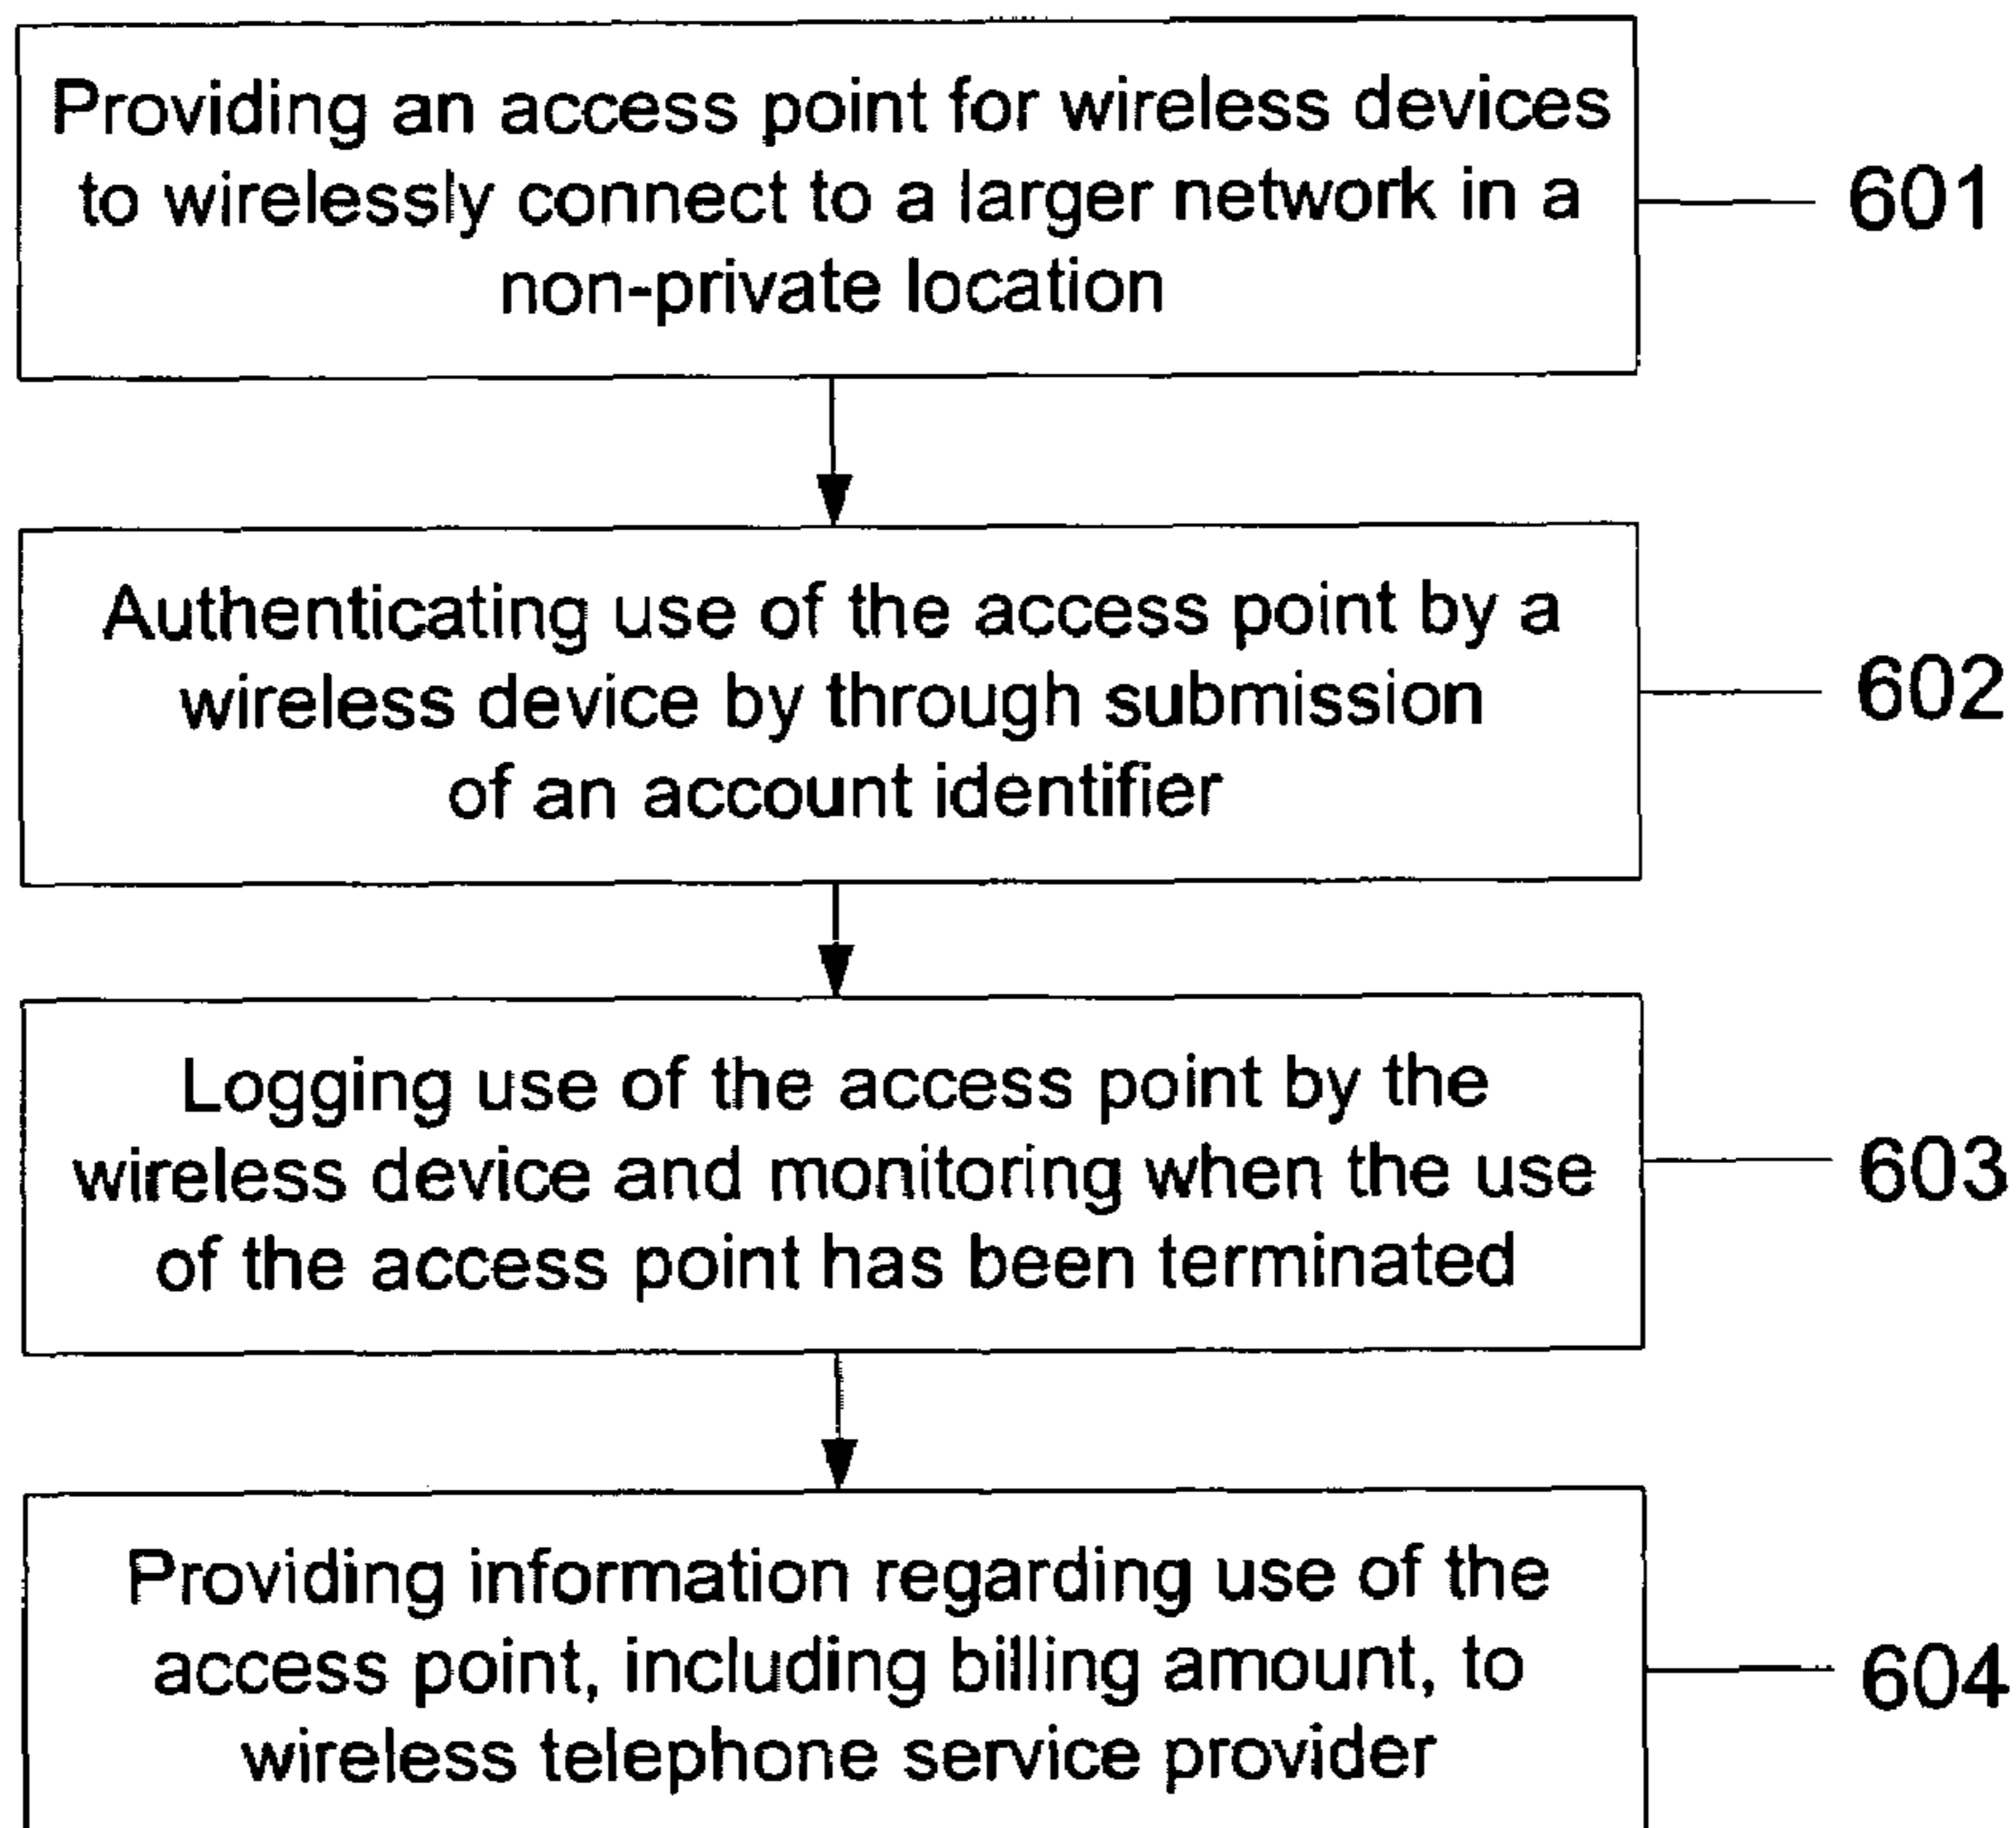 Providing an access point for wireless devices
to wirelessly connect to a larger network in a
non-private location
601
Authenticating use of the access point by a
wireless device by through submission
of an account identifier
602
Logging use of the access point by the
wireless device and monitoring when the use
of the access point has been terminated
603
Providing information regarding use of the
access point, including billing amount, to
wireless telephone service provider
604